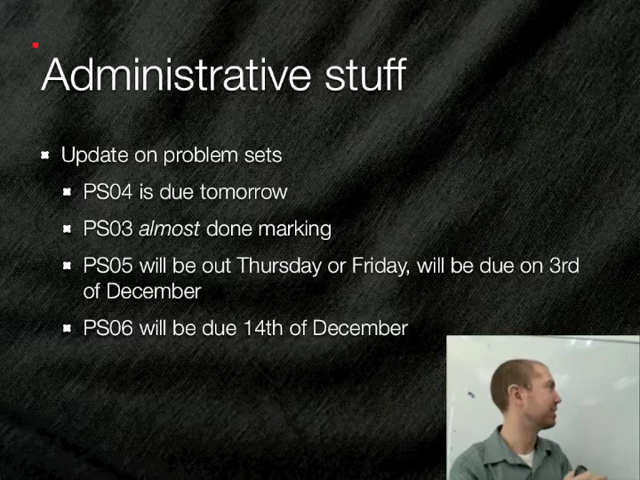 Administrative stuff
Update on problem sets
PS04 is due tomorrow
PS03 almost done marking
PS05 will be out Thursday or Friday, will be due on 3rd
of December
PS06 will be due 14th of December